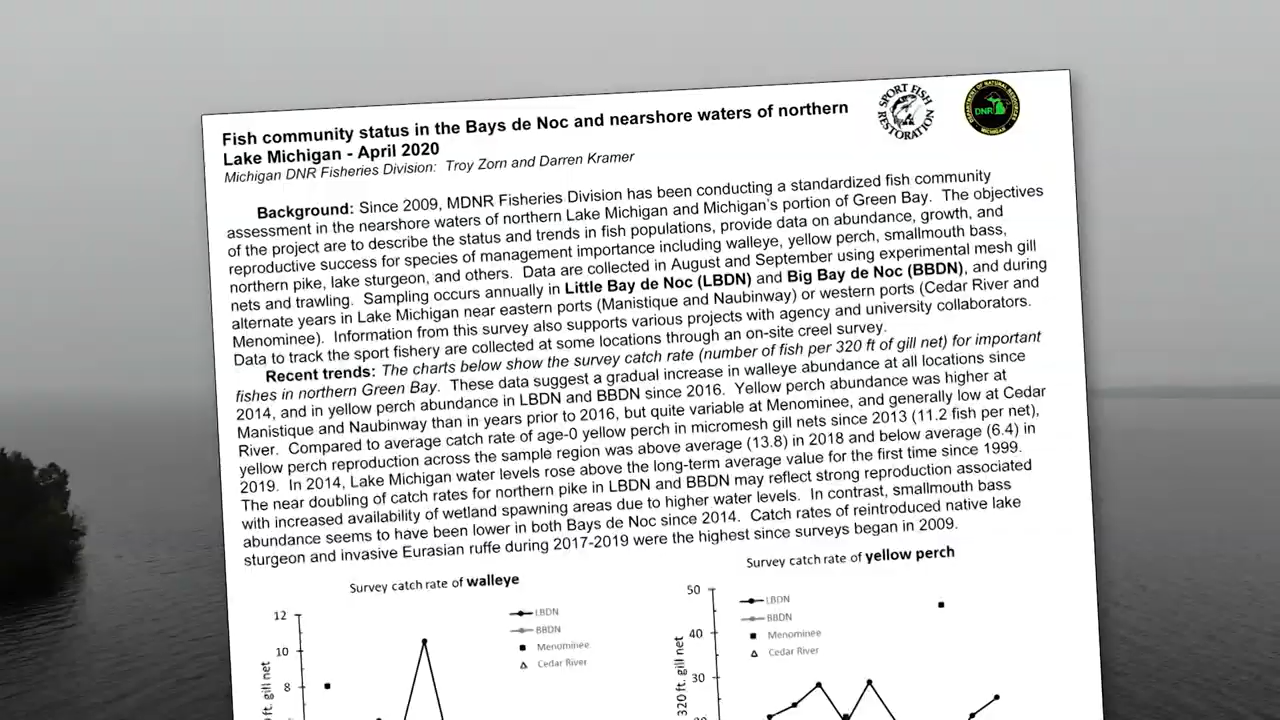 Fish community status in the Bays de Noc and nearshore waters of northern
Lake Michigan - April 2020
Michigan DNR Fisheries Division: Troy Zorn and Darren Kramer
SPORT FISH
RESTORATION
DEPARTMENT OF NATURAL RESOURCES
DNR
MICHIGAN
Background: Since 2009, MDNR Fisheries Division has been conducting a standardized fish community
assessment in the nearshore waters of northern Lake Michigan and Michigan's portion of Green Bay. The objectives
of the project are to describe the status and trends in fish populations, provide data on abundance, growth, and
reproductive success for species of management importance including walleye, yellow perch, smallmouth bass,
northern pike, lake sturgeon, and others. Data are collected in August and September using experimental mesh gill
nets and trawling. Sampling occurs annually in Little Bay de Noc (LBDN) and Big Bay de Noc (BBDN), and during
alternate years in Lake Michigan near eastern ports (Manistique and Naubinway) or western ports (Cedar River and
Menominee). Information from this survey also supports various projects with agency and university collaborators.
Data to track the sport fishery are collected at some locations through an on-site creel survey.
Recent trends: The charts below show the survey catch rate (number of fish per 320 ft of gill net) for important
fishes in northern Green Bay. These data suggest a gradual increase in walleye abundance at all locations since
2014, and in yellow perch abundance in LBDN and BBDN since 2016. Yellow perch abundance was higher at
Manistique and Naubinway than in years prior to 2016, but quite variable at Menominee, and generally low at Cedar
River. Compared to average catch rate of age-0 yellow perch in micromesh gill nets since 2013 (11.2 fish per net),
yellow perch reproduction across the sample region was above average (13.8) in 2018 and below average (6.4) in
2019. In 2014, Lake Michigan water levels rose above the long-term average value for the first time since 1999.
The near doubling of catch rates for northern pike in LBDN and BBDN may reflect strong reproduction associated
with increased availability of wetland spawning areas due to higher water levels. In contrast, smallmouth bass
abundance seems to have been lower in both Bays de Noc since 2014. Catch rates of reintroduced native lake
sturgeon and invasive Eurasian ruffe during 2017-2019 were the highest since surveys began in 2009.
Survey catch rate of walleye
12
10
8
ft. gill net
LBDN
BBDN
Menominee
Cedar River
Survey catch rate of yellow perch
50
40
30
320 ft. gill net
LBDN
BBDN
Menominee
Cedar River